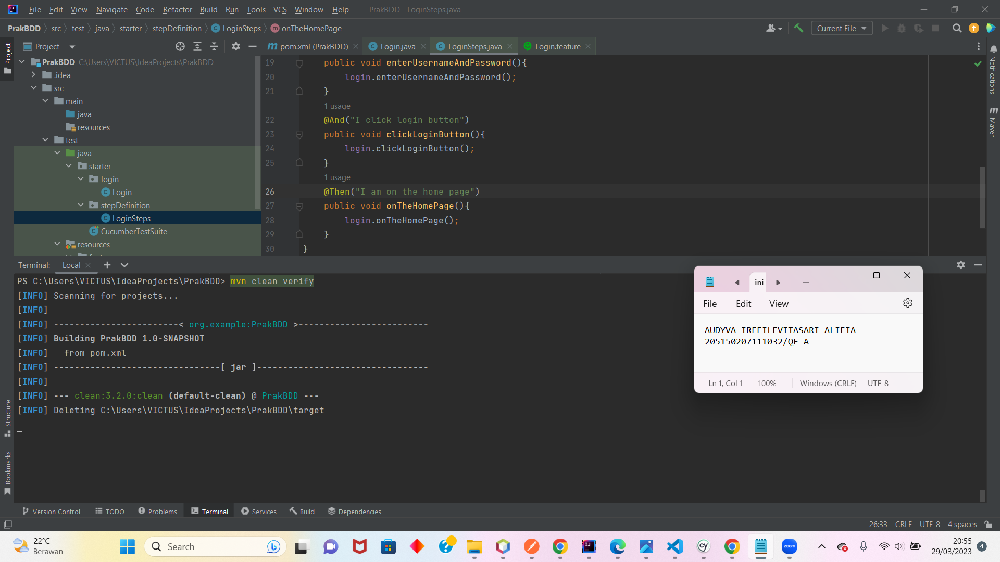 File Edit View Navigate Code Refactor Build Run Tools VCS Window Help PrakBDD - LoginSteps.java
PrakBDD src test java starter stepDefinition LoginSteps onTheHomePage Current File
Project
Project
pom.xml (PrakBDD) Login.java LoginSteps.java Login.feature
PrakBDD C:\Users\VICTUS\IdeaProjects\PrakBDD
.idea
src
main
java
resources
test
java
starter
login
Login
stepDefinition
LoginSteps
CucumberTestSuite
resources
19 public void enterUsernameAndPassword(){
20 login.enterUsernameAndPassword();
21 }
1 usage
22 @And("I click login button")
23 public void clickLoginButton(){
24 login.clickLoginButton();
25 }
1 usage
26 @Then("I am on the home page")
27 public void onTheHomePage(){
28 login.onTheHomePage();
29 }
30 }
Notifications
Maven
Terminal: Local
PS C:\Users\VICTUS\IdeaProjects\PrakBDD> mvn clean verify
[INFO] Scanning for projects...
[INFO]
[INFO] ------------------------< org.example:PrakBDD >-------------------------
[INFO] Building PrakBDD 1.0-SNAPSHOT
[INFO]   from pom.xml
[INFO] --------------------------------[ jar ]---------------------------------
[INFO]
[INFO] --- clean:3.2.0:clean (default-clean) @ PrakBDD ---
[INFO] Deleting C:\Users\VICTUS\IdeaProjects\PrakBDD\target
ini
File Edit View
AUDYVA IREFILEVITASARI ALIFIA
205150207111032/QE-A
Ln 1, Col 1 100% Windows (CRLF) UTF-8
Structure
Bookmarks
Version Control TODO Problems Terminal Services Build Dependencies
26:33 CRLF UTF-8 4 spaces
22°C
Berawan
Search
zoom
20:55
29/03/2023
4